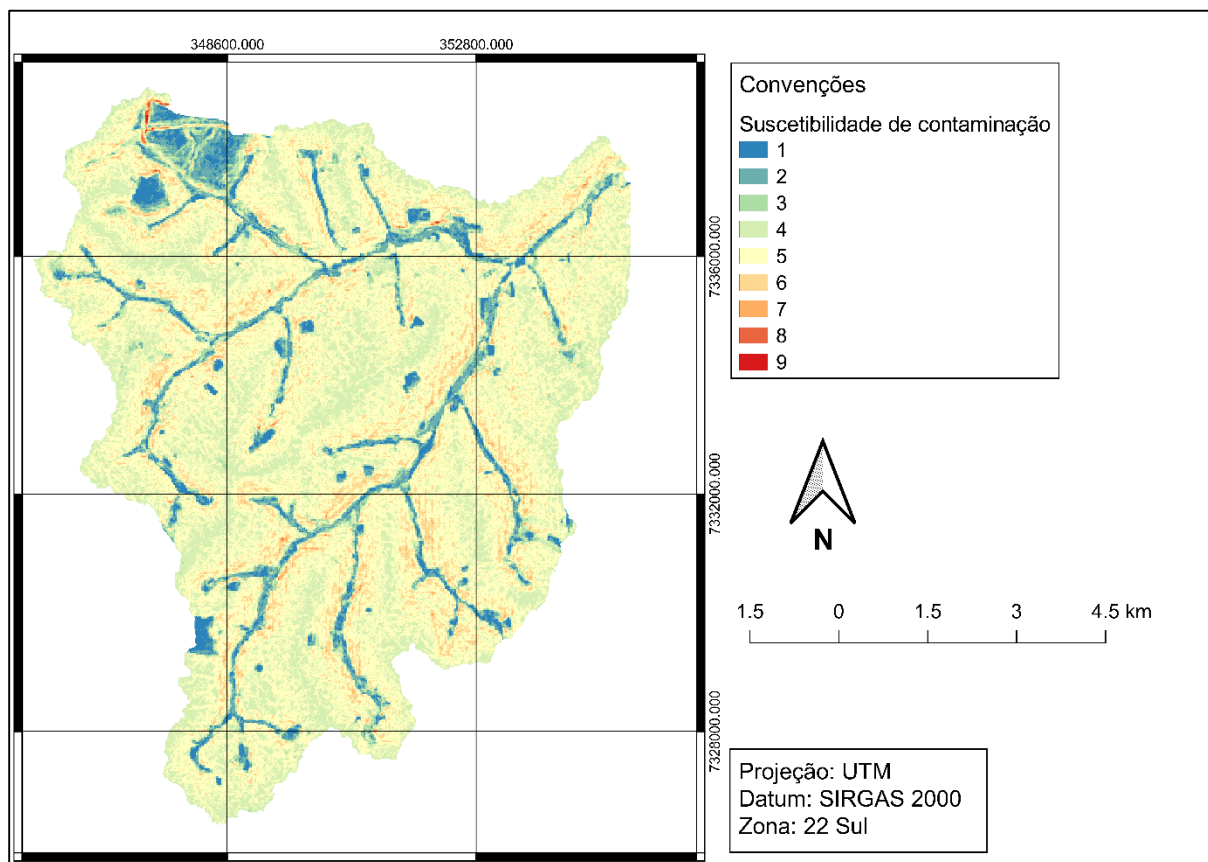 348600.000
352800.000
7336000.000
7332000.000
7328000.000
Convenções
Suscetibilidade de contaminação
1
2
3
4
5
6
7
8
9
N
1.5 0 1.5 3 4.5 km
Projeção: UTM
Datum: SIRGAS 2000
Zona: 22 Sul